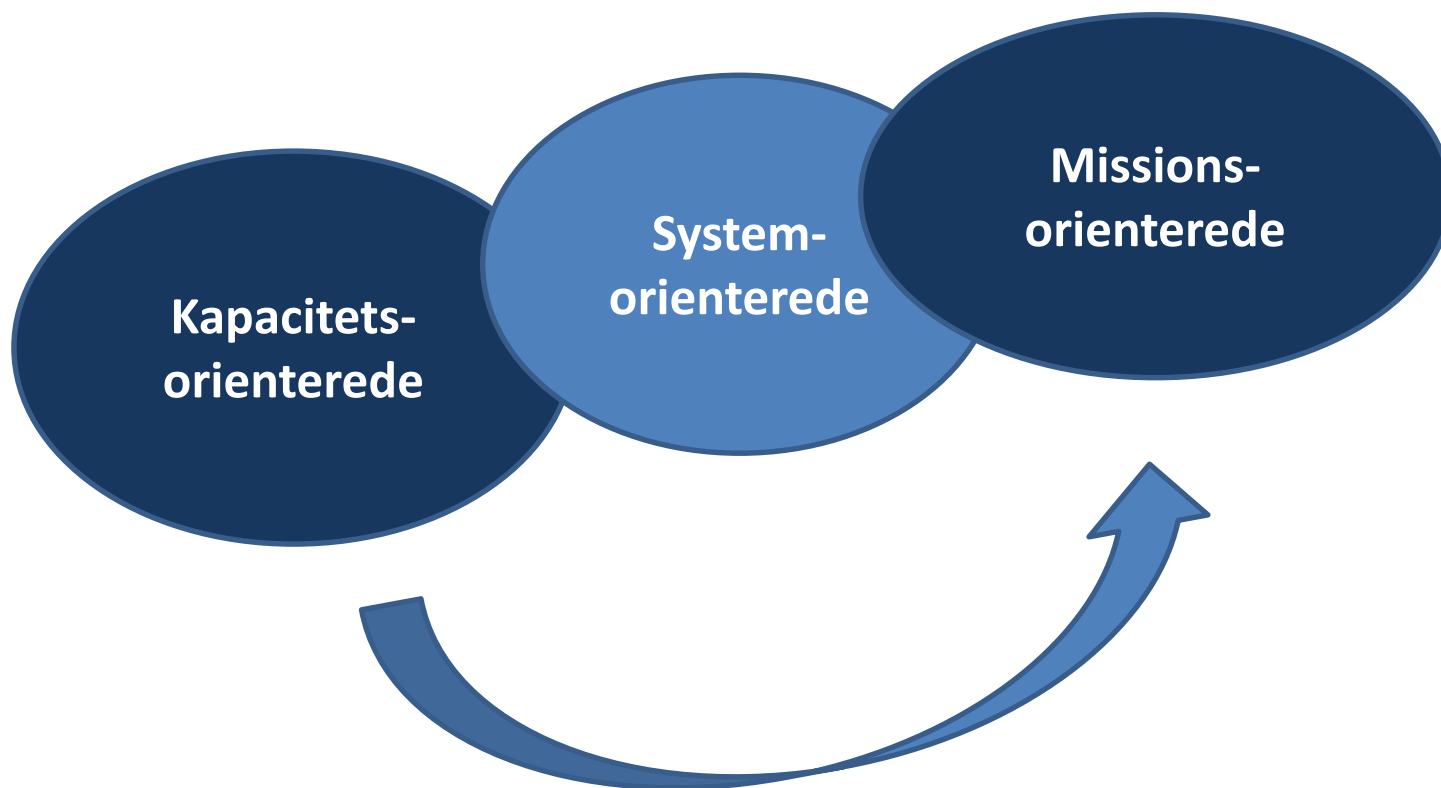 Kapacitets-
orienterede
System-
orienterede
Missions-
orienterede